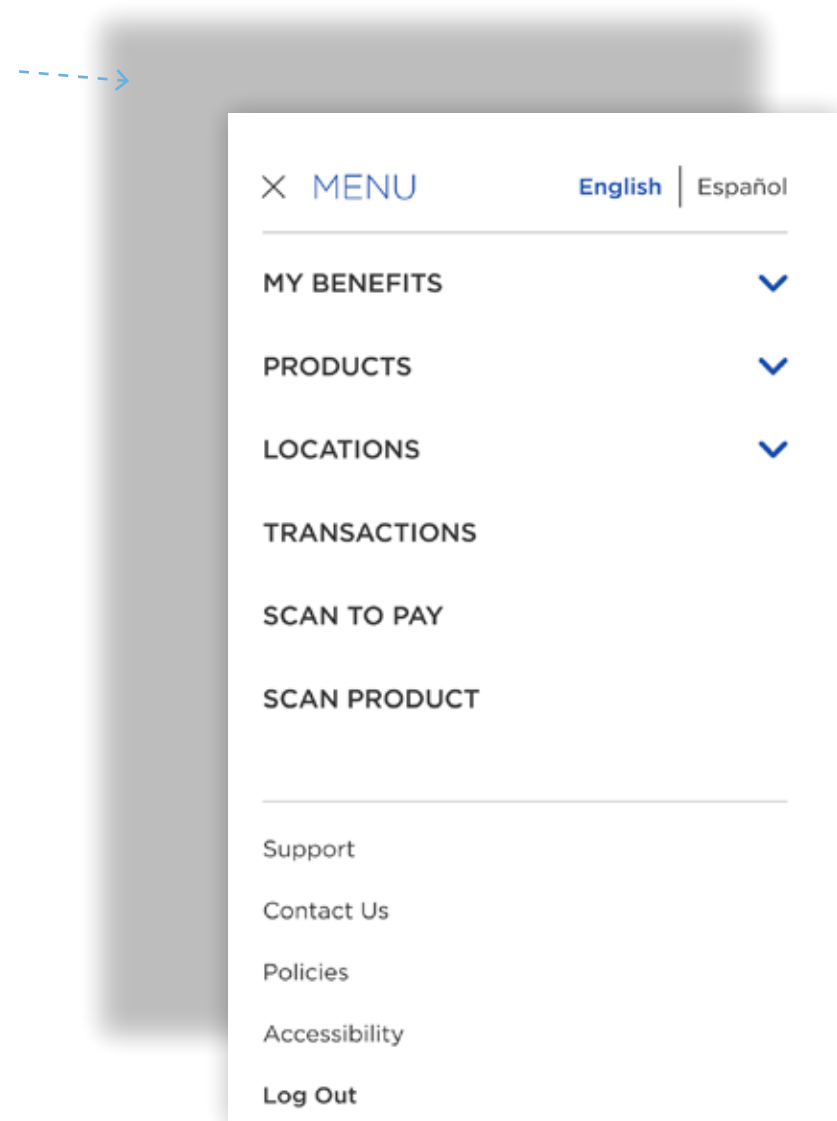 MENU English Español
MY BENEFITS
PRODUCTS
LOCATIONS
TRANSACTIONS
SCAN TO PAY
SCAN PRODUCT
Support
Contact Us
Policies
Accessibility
Log Out